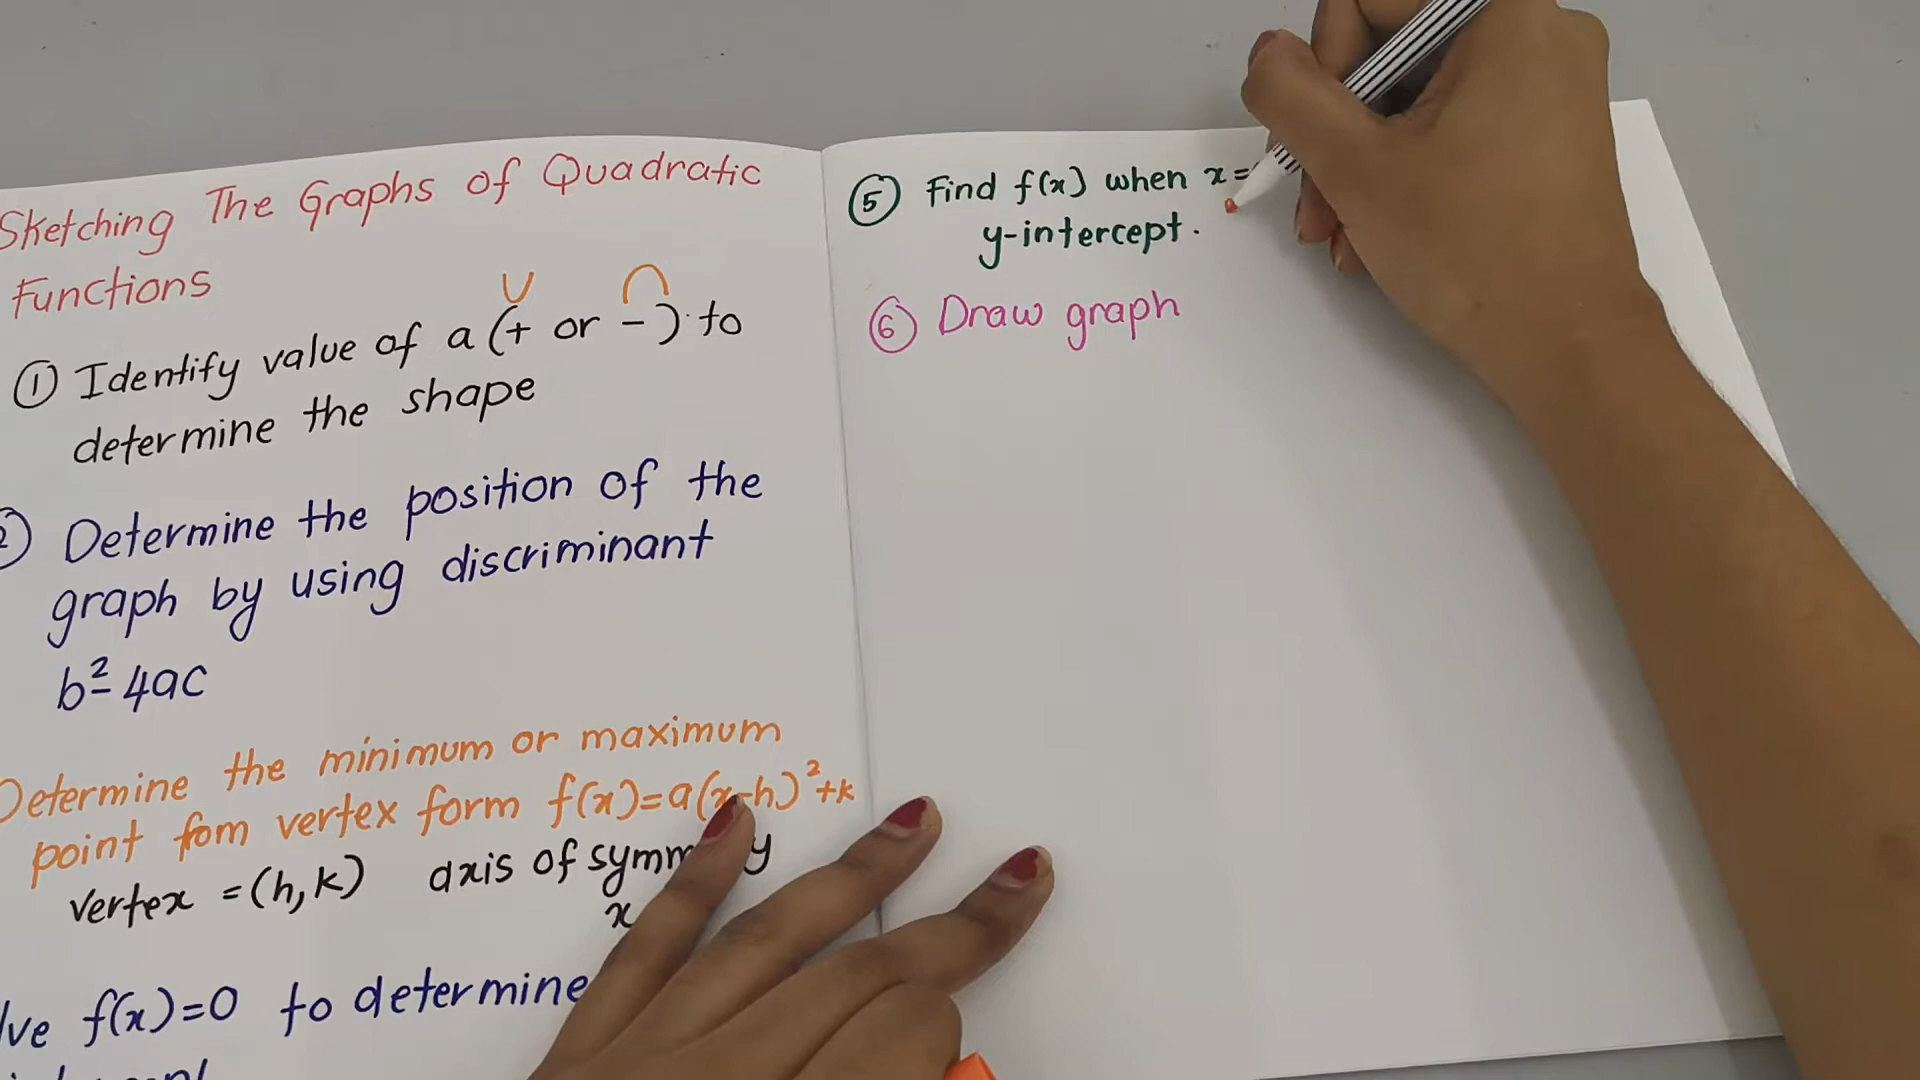 Sketching The Graphs of Quadratic
Functions
① Identify value of a (+ or -) to
determine the shape
② Determine the position of the
graph by using discriminant
b² - 4ac
Determine the minimum or maximum
point fom vertex form f(x)=a(x-h)²+k
vertex = (h,k) axis of
x
f(x)=0 to determine
⑤ Find f(x) when x=
y-intercept.
⑥ Draw graph